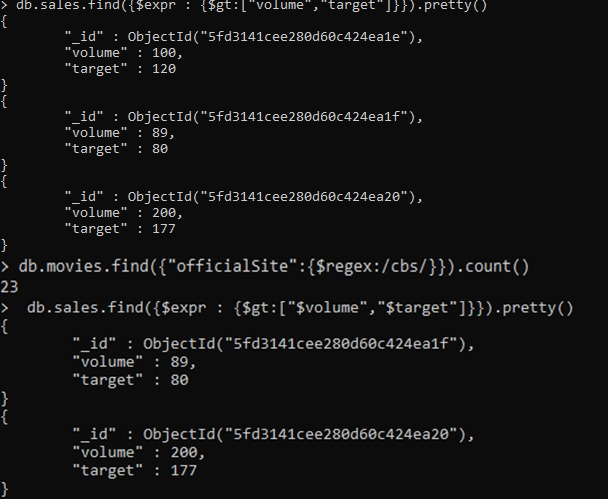 > db.sales.find({$expr : {$gt:["volume","target"]}}).pretty()
{
"_id" : ObjectId("5fd3141cee280d60c424ea1e"),
"volume" : 100,
"target" : 120
}
{
"_id" : ObjectId("5fd3141cee280d60c424ea1f"),
"volume" : 89,
"target" : 80
}
{
"_id" : ObjectId("5fd3141cee280d60c424ea20"),
"volume" : 200,
"target" : 177
}
> db.movies.find({"officialSite":{$regex:/cbs/}}).count()
23
> db.sales.find({$expr : {$gt:["$volume","$target"]}}).pretty()
{
"_id" : ObjectId("5fd3141cee280d60c424ea1f"),
"volume" : 89,
"target" : 80
}
{
"_id" : ObjectId("5fd3141cee280d60c424ea20"),
"volume" : 200,
"target" : 177
}